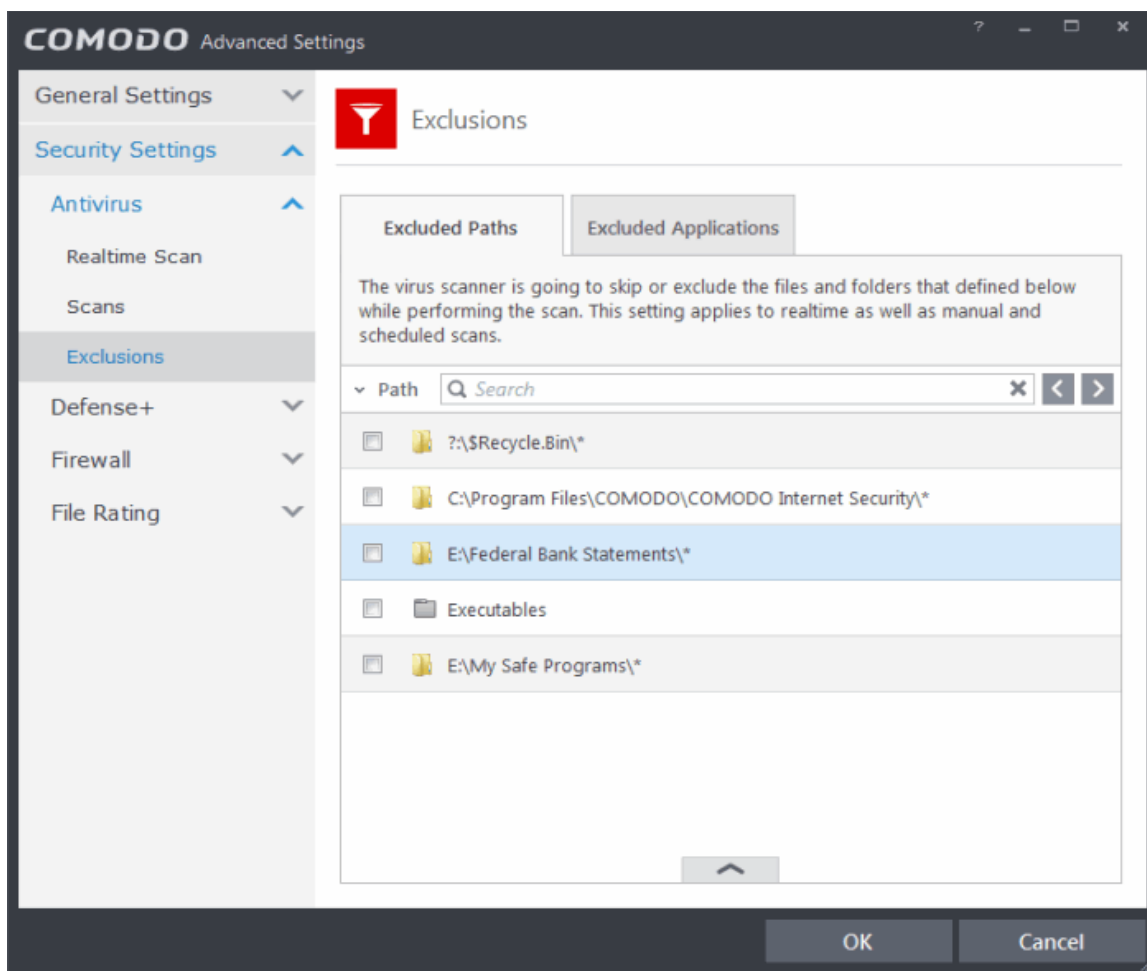 COMODO Advanced Settings
General Settings
Security Settings
Antivirus
Realtime Scan
Scans
Exclusions
Defense+
Firewall
File Rating
Exclusions
Excluded Paths
Excluded Applications
The virus scanner is going to skip or exclude the files and folders that defined below
while performing the scan. This setting applies to realtime as well as manual and
scheduled scans.
Path
Search
?:\$Recycle.Bin\*
C:\Program Files\COMODO\COMODO Internet Security\*
E:\Federal Bank Statements\*
Executables
E:\My Safe Programs\*
OK
Cancel